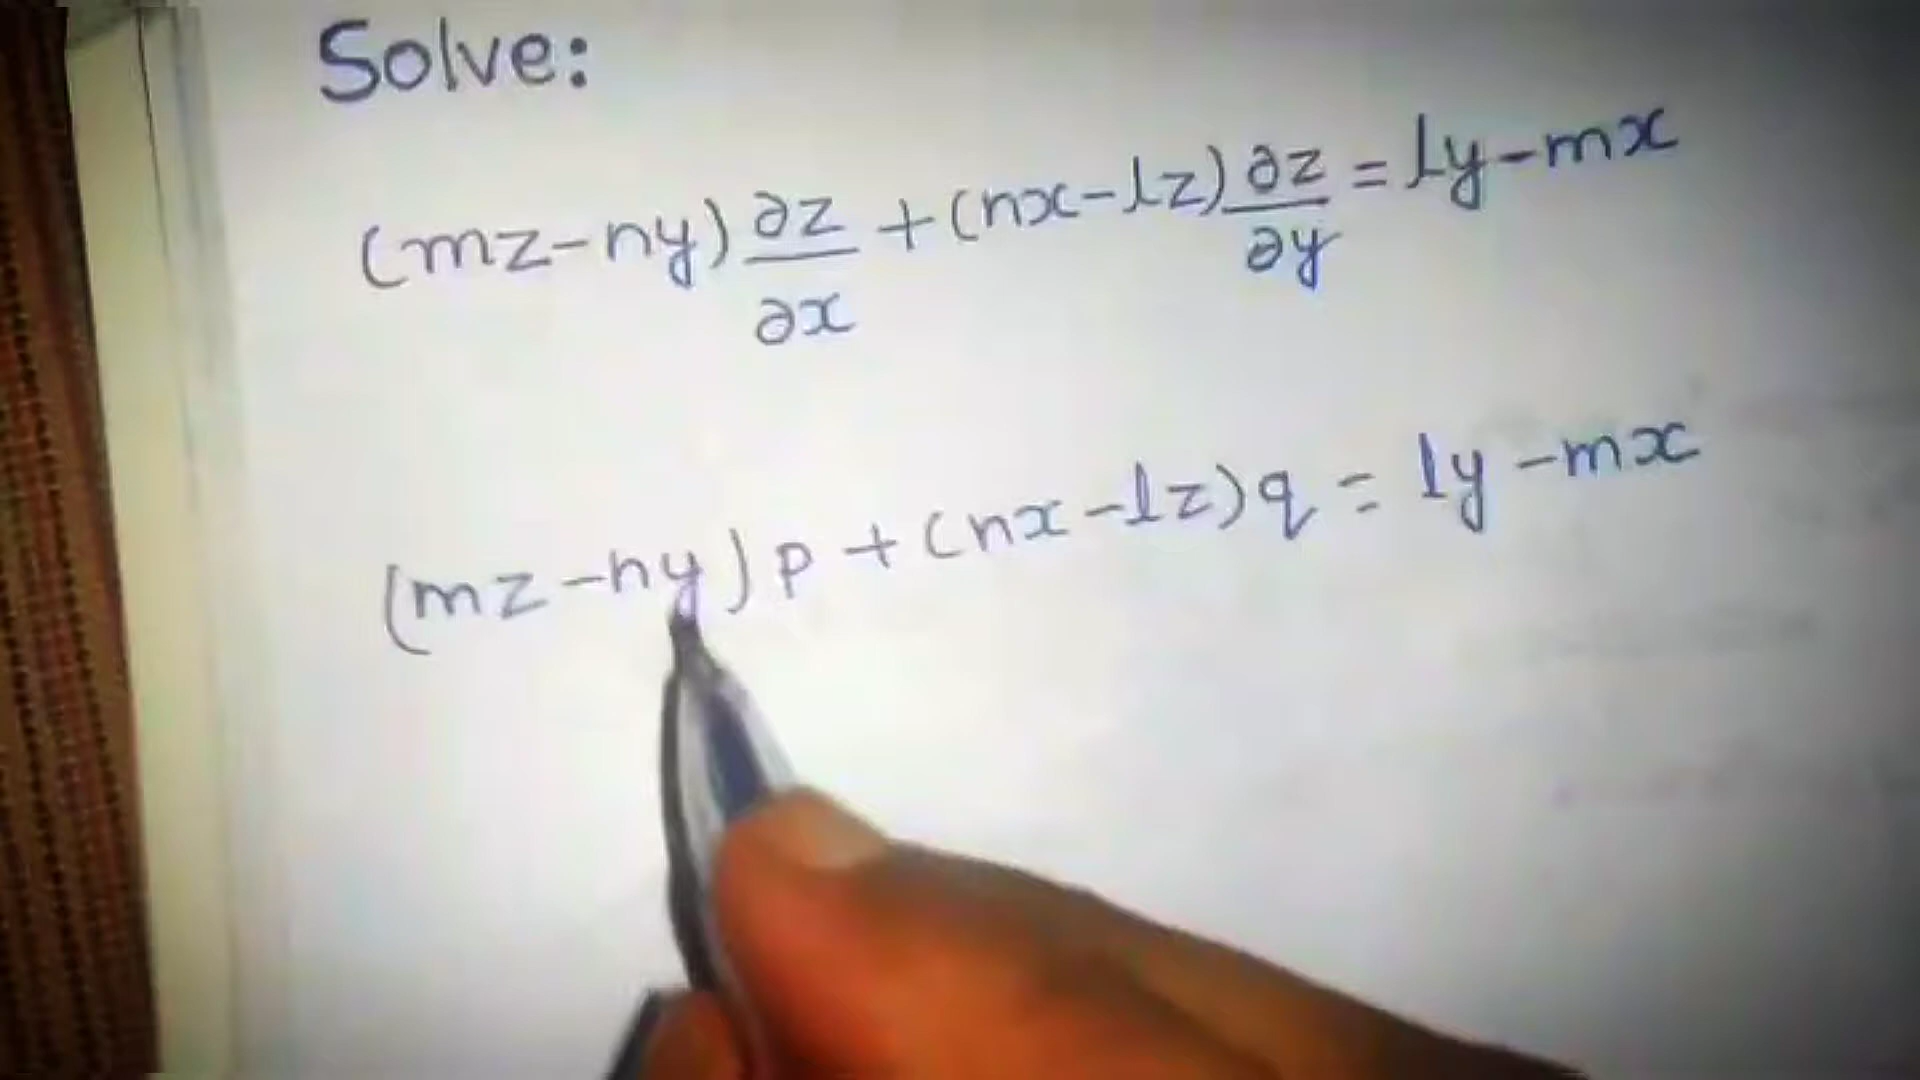 Solve:
(mz-ny) ∂z/∂x + (nx-lz) ∂z/∂y = ly-mx
(mz-ny) p + (nx-lz) q = ly-mx